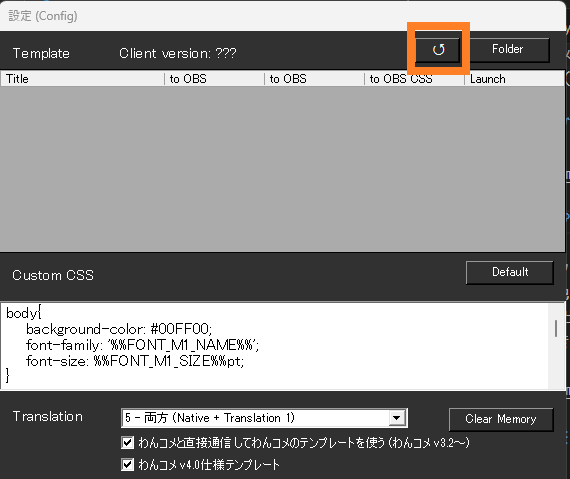 設定 (Config)
Template Client version: ??? ↺ Folder
Title to OBS to OBS to OBS CSS Launch
Custom CSS Default
body{
background-color: #00FF00;
font-family: '%%FONT_M1_NAME%%';
font-size: %%FONT_M1_SIZE%%pt;
}
Translation 5 - 両方 (Native + Translation 1) Clear Memory
わんコメと直接通信してわんコメのテンプレートを使う (わんコメ v3.2～)
わんコメ v4.0仕様テンプレート